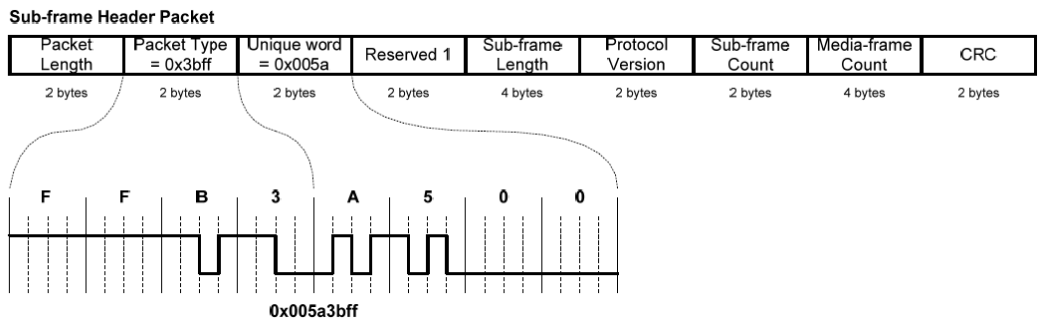 Sub-frame Header Packet
Packet Length
Packet Type = 0x3bff
Unique word = 0x005a
Reserved 1
Sub-frame Length
Protocol Version
Sub-frame Count
Media-frame Count
CRC
2 bytes 2 bytes 2 bytes 2 bytes 4 bytes 2 bytes 2 bytes 4 bytes 2 bytes
F F B 3 A 5 0 0
0x005a3bff